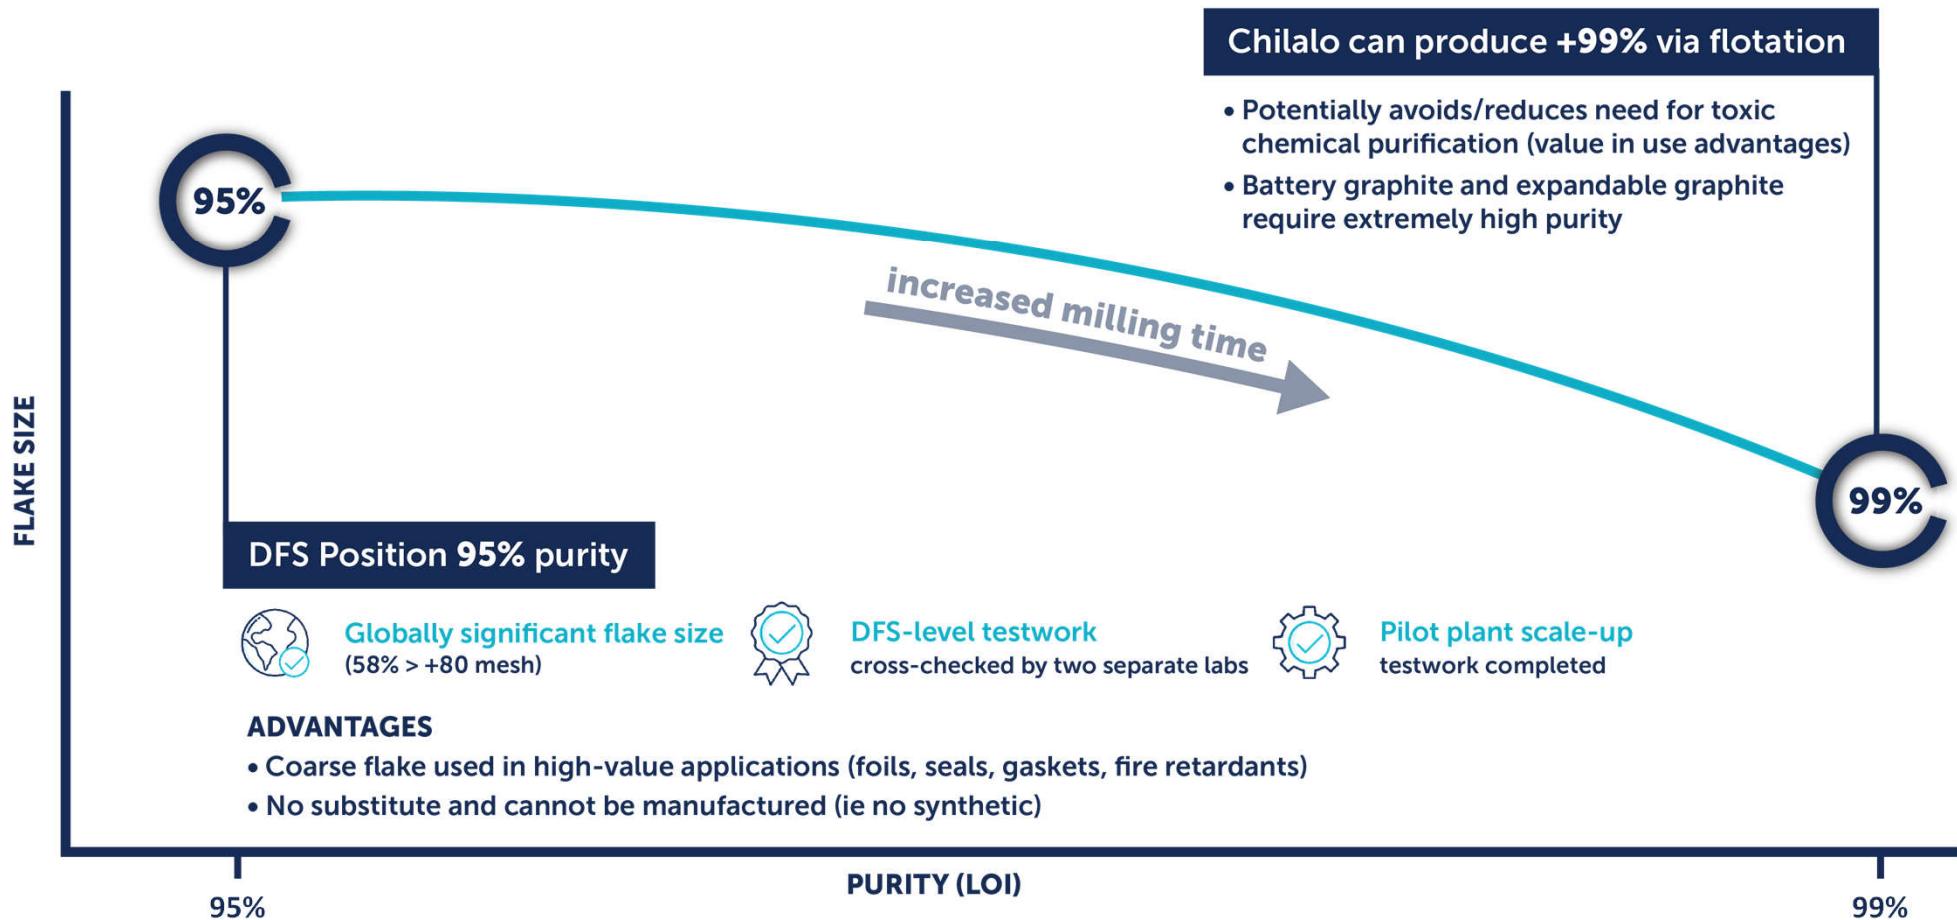 Chilalo can produce +99% via flotation
• Potentially avoids/reduces need for toxic
chemical purification (value in use advantages)
• Battery graphite and expandable graphite
require extremely high purity
95%
increased milling time
99%
FLAKE SIZE
DFS Position 95% purity
Globally significant flake size
(58% > +80 mesh)
DFS-level testwork
cross-checked by two separate labs
Pilot plant scale-up
testwork completed
ADVANTAGES
• Coarse flake used in high-value applications (foils, seals, gaskets, fire retardants)
• No substitute and cannot be manufactured (ie no synthetic)
PURITY (LOI)
95%
99%